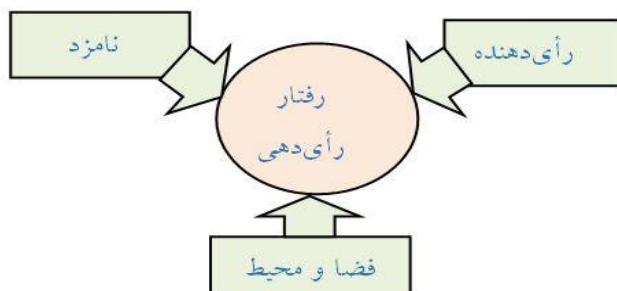 نامزد
رأی‌دهنده
رفتار
رأی‌دهی
فضا و محیط